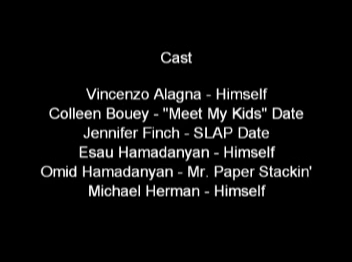 Cast
Vincenzo Alagna - Himself
Colleen Bouey - "Meet My Kids" Date
Jennifer Finch - SLAP Date
Esau Hamadanyan - Himself
Omid Hamadanyan - Mr. Paper Stackin'
Michael Herman - Himself